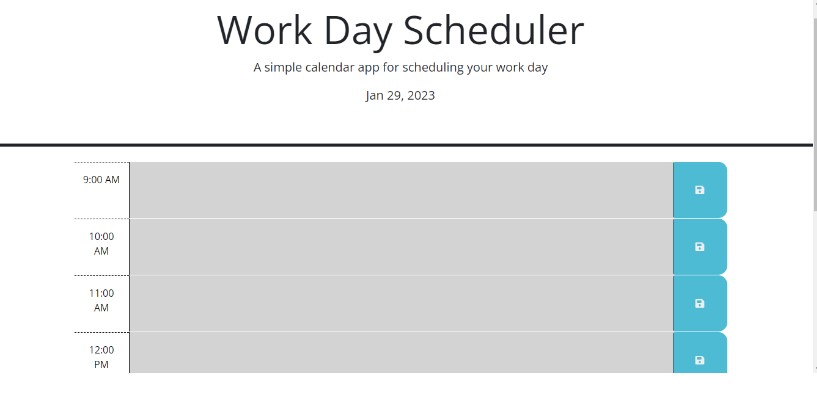 Work Day Scheduler
A simple calendar app for scheduling your work day
Jan 29, 2023
9:00 AM
10:00
AM
11:00
AM
12:00
PM